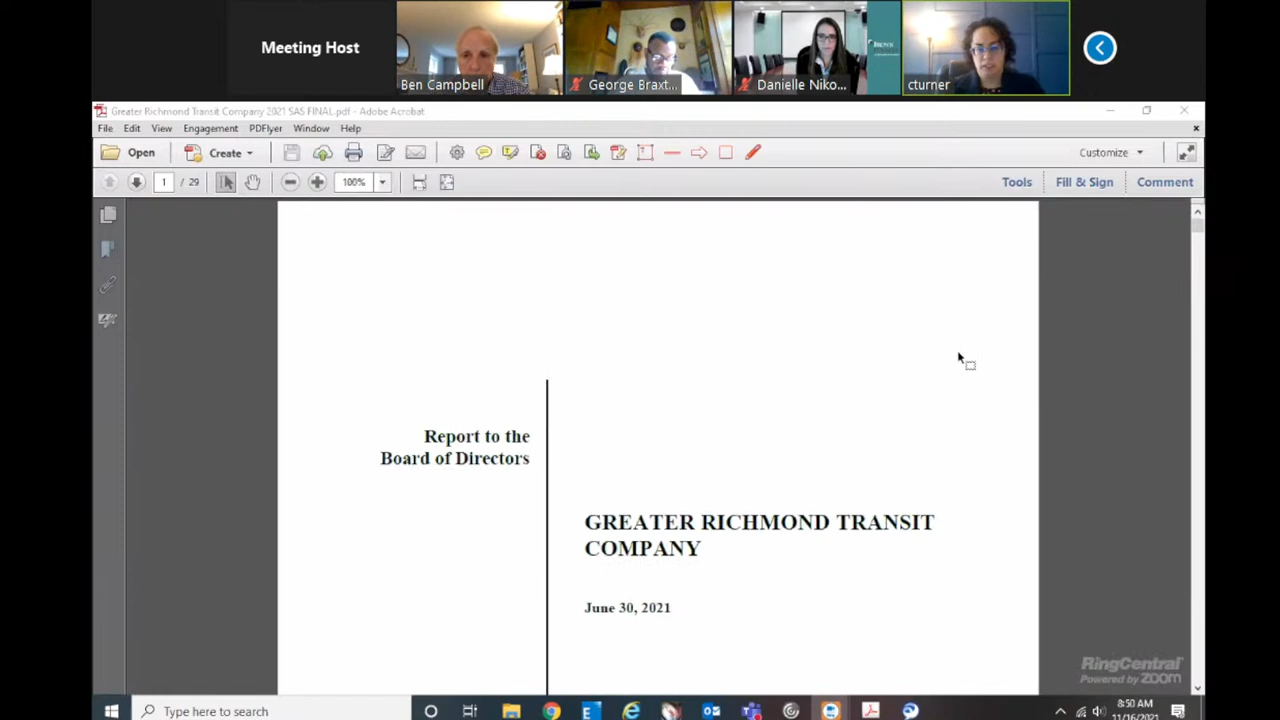 Meeting Host
Ben Campbell
George Braxt...
Danielle Niko...
cturner
Greater Richmond Transit Company 2021 SAS FINAL.pdf - Adobe Acrobat
File Edit View Engagement PDFlyer Window Help
Open Create Customize
1 / 29 100% Tools Fill & Sign Comment
Report to the
Board of Directors
GREATER RICHMOND TRANSIT
COMPANY
June 30, 2021
RingCentral
Powered by zoom
Type here to search
8:50 AM